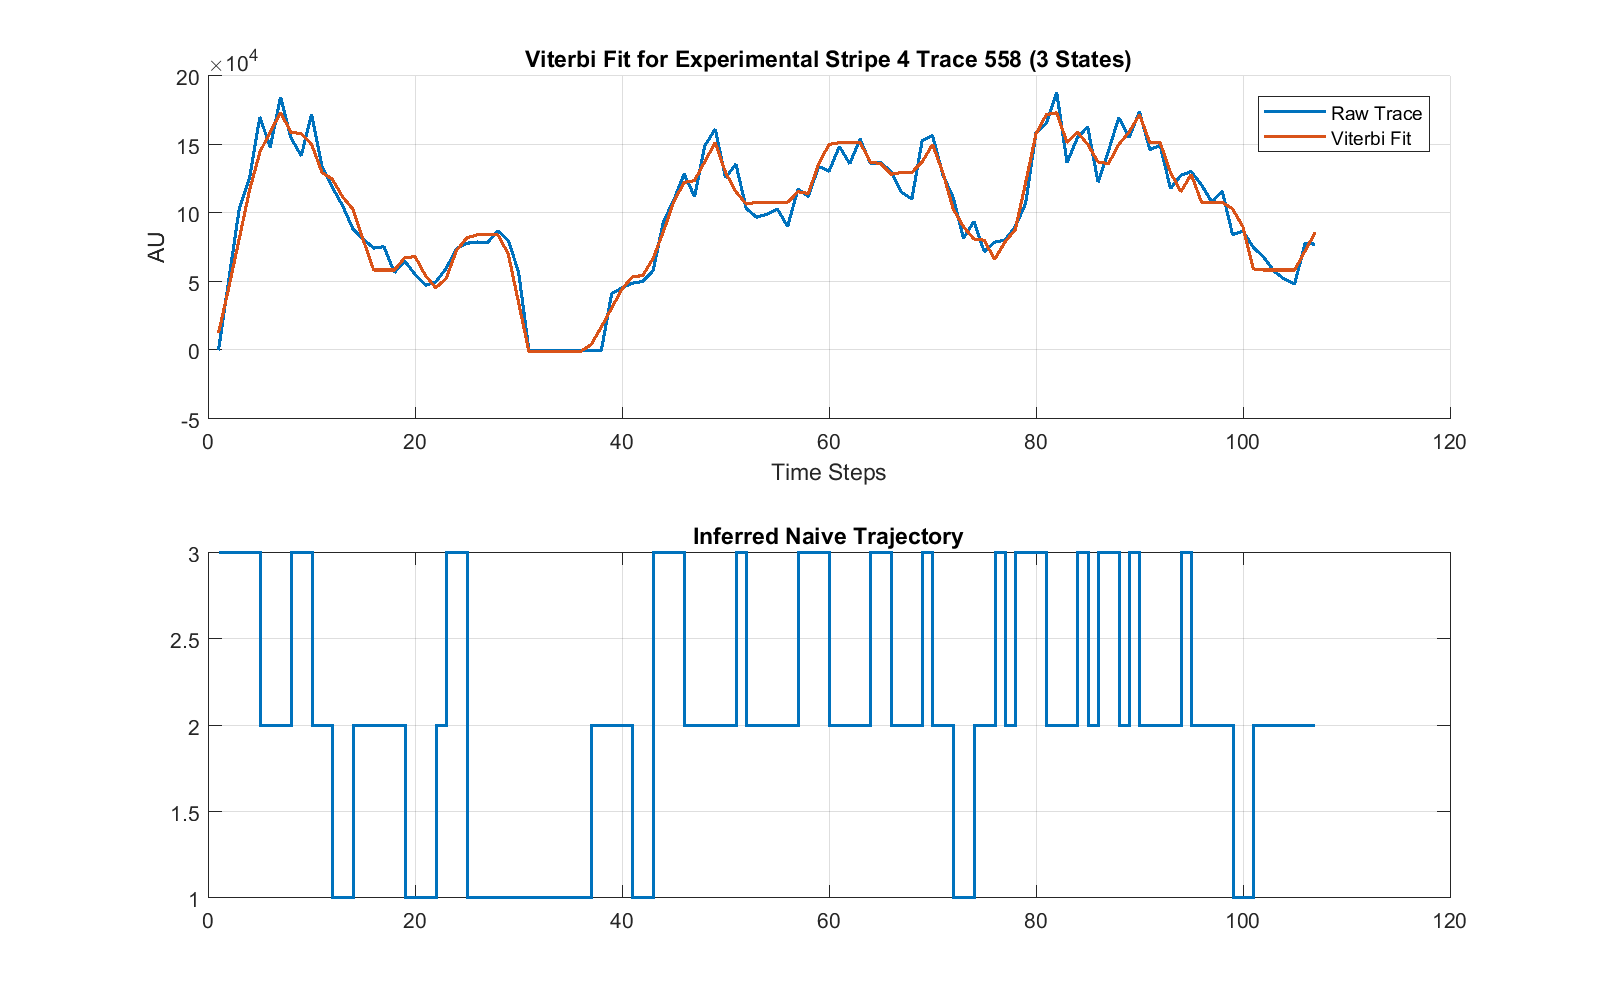 Viterbi Fit for Experimental Stripe 4 Trace 558 (3 States)
×10⁴
20
15
10
5
0
-5
AU
Raw Trace
Viterbi Fit
0 20 40 60 80 100 120
Time Steps
Inferred Naive Trajectory
3
2.5
2
1.5
1
0 20 40 60 80 100 120